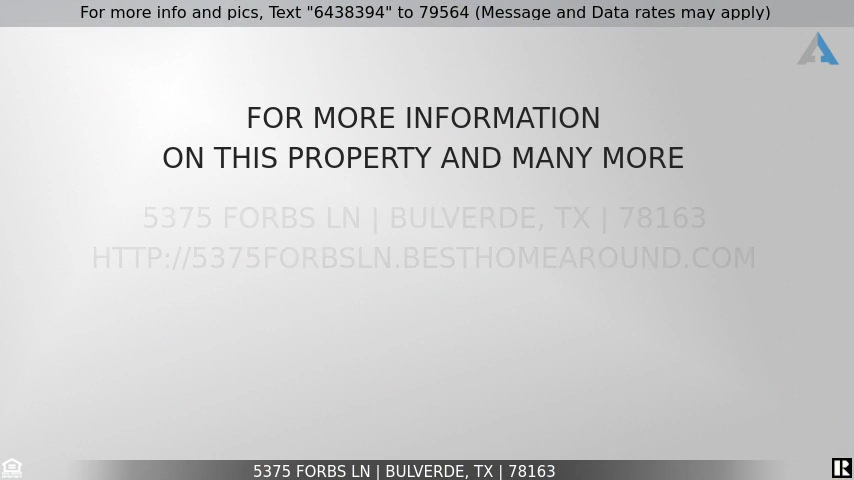 For more info and pics, Text "6438394" to 79564 (Message and Data rates may apply)
FOR MORE INFORMATION
ON THIS PROPERTY AND MANY MORE
5375 FORBS LN | BULVERDE, TX | 78163
HTTP://5375FORBSLN.BESTHOMEAROUND.COM
5375 FORBS LN | BULVERDE, TX | 78163